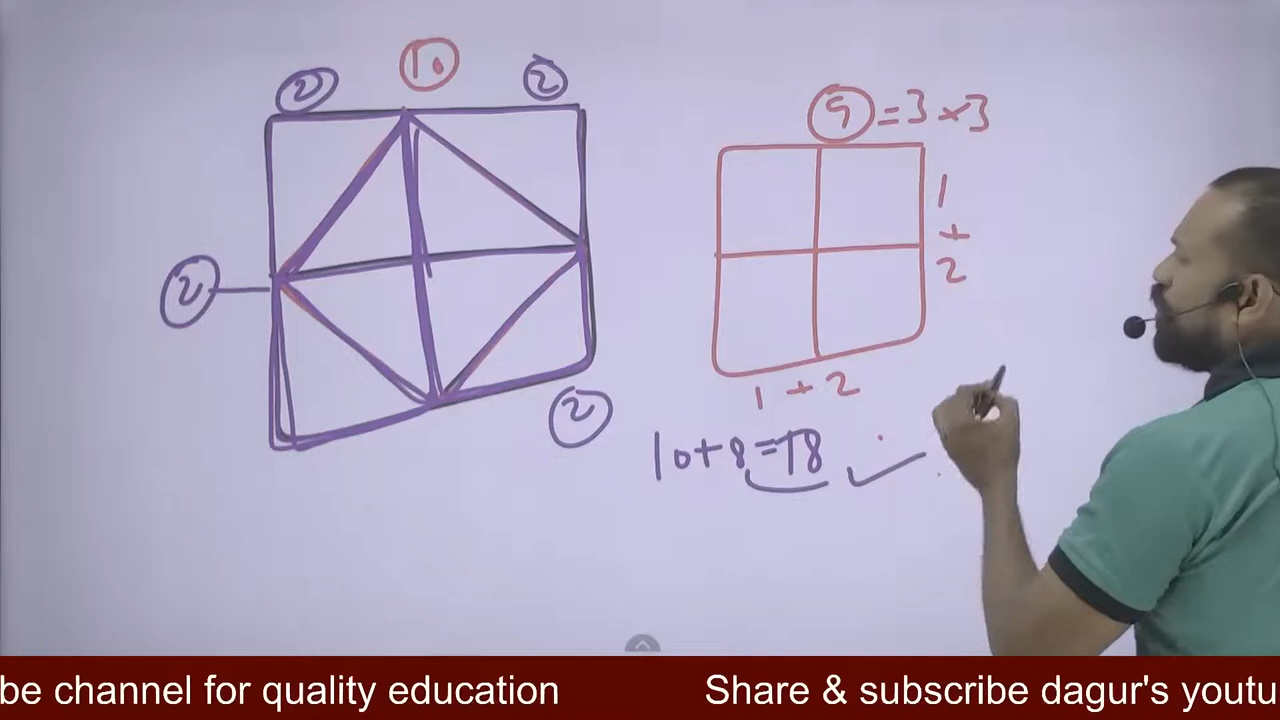 2
10
2
2
2
9 = 3 × 3
1
+
2
1 + 2
10 + 8 = 18
be channel for quality education
Share & subscribe dagur's youtu